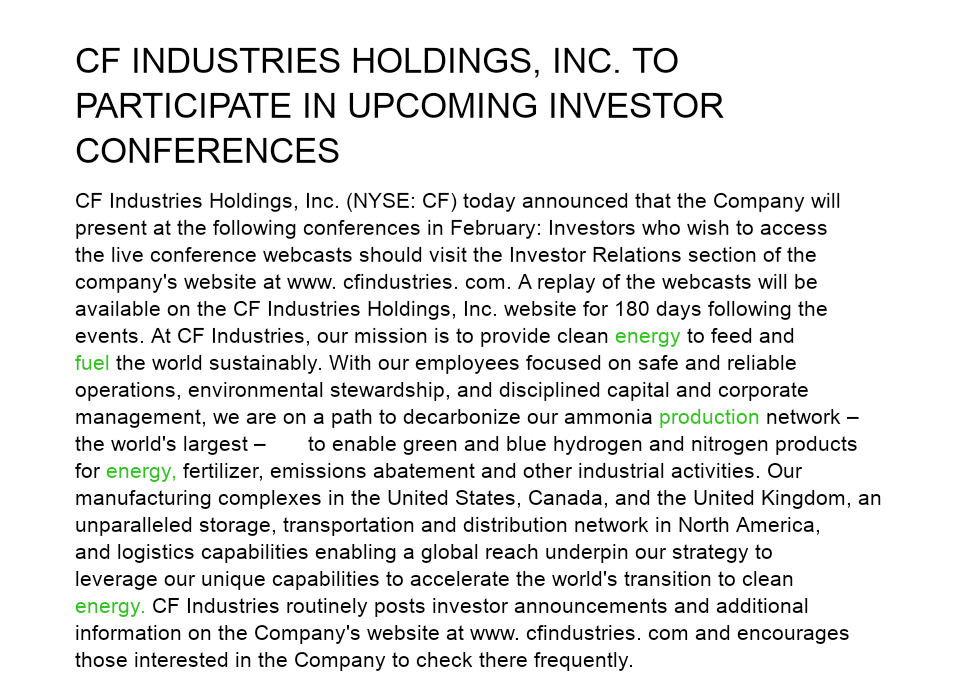 CF INDUSTRIES HOLDINGS, INC. TO
PARTICIPATE IN UPCOMING INVESTOR
CONFERENCES
CF Industries Holdings, Inc. (NYSE: CF) today announced that the Company will
present at the following conferences in February: Investors who wish to access
the live conference webcasts should visit the Investor Relations section of the
company's website at www. cfindustries. com. A replay of the webcasts will be
available on the CF Industries Holdings, Inc. website for 180 days following the
events. At CF Industries, our mission is to provide clean energy to feed and
fuel the world sustainably. With our employees focused on safe and reliable
operations, environmental stewardship, and disciplined capital and corporate
management, we are on a path to decarbonize our ammonia production network –
the world's largest – to enable green and blue hydrogen and nitrogen products
for energy, fertilizer, emissions abatement and other industrial activities. Our
manufacturing complexes in the United States, Canada, and the United Kingdom, an
unparalleled storage, transportation and distribution network in North America,
and logistics capabilities enabling a global reach underpin our strategy to
leverage our unique capabilities to accelerate the world's transition to clean
energy. CF Industries routinely posts investor announcements and additional
information on the Company's website at www. cfindustries. com and encourages
those interested in the Company to check there frequently.